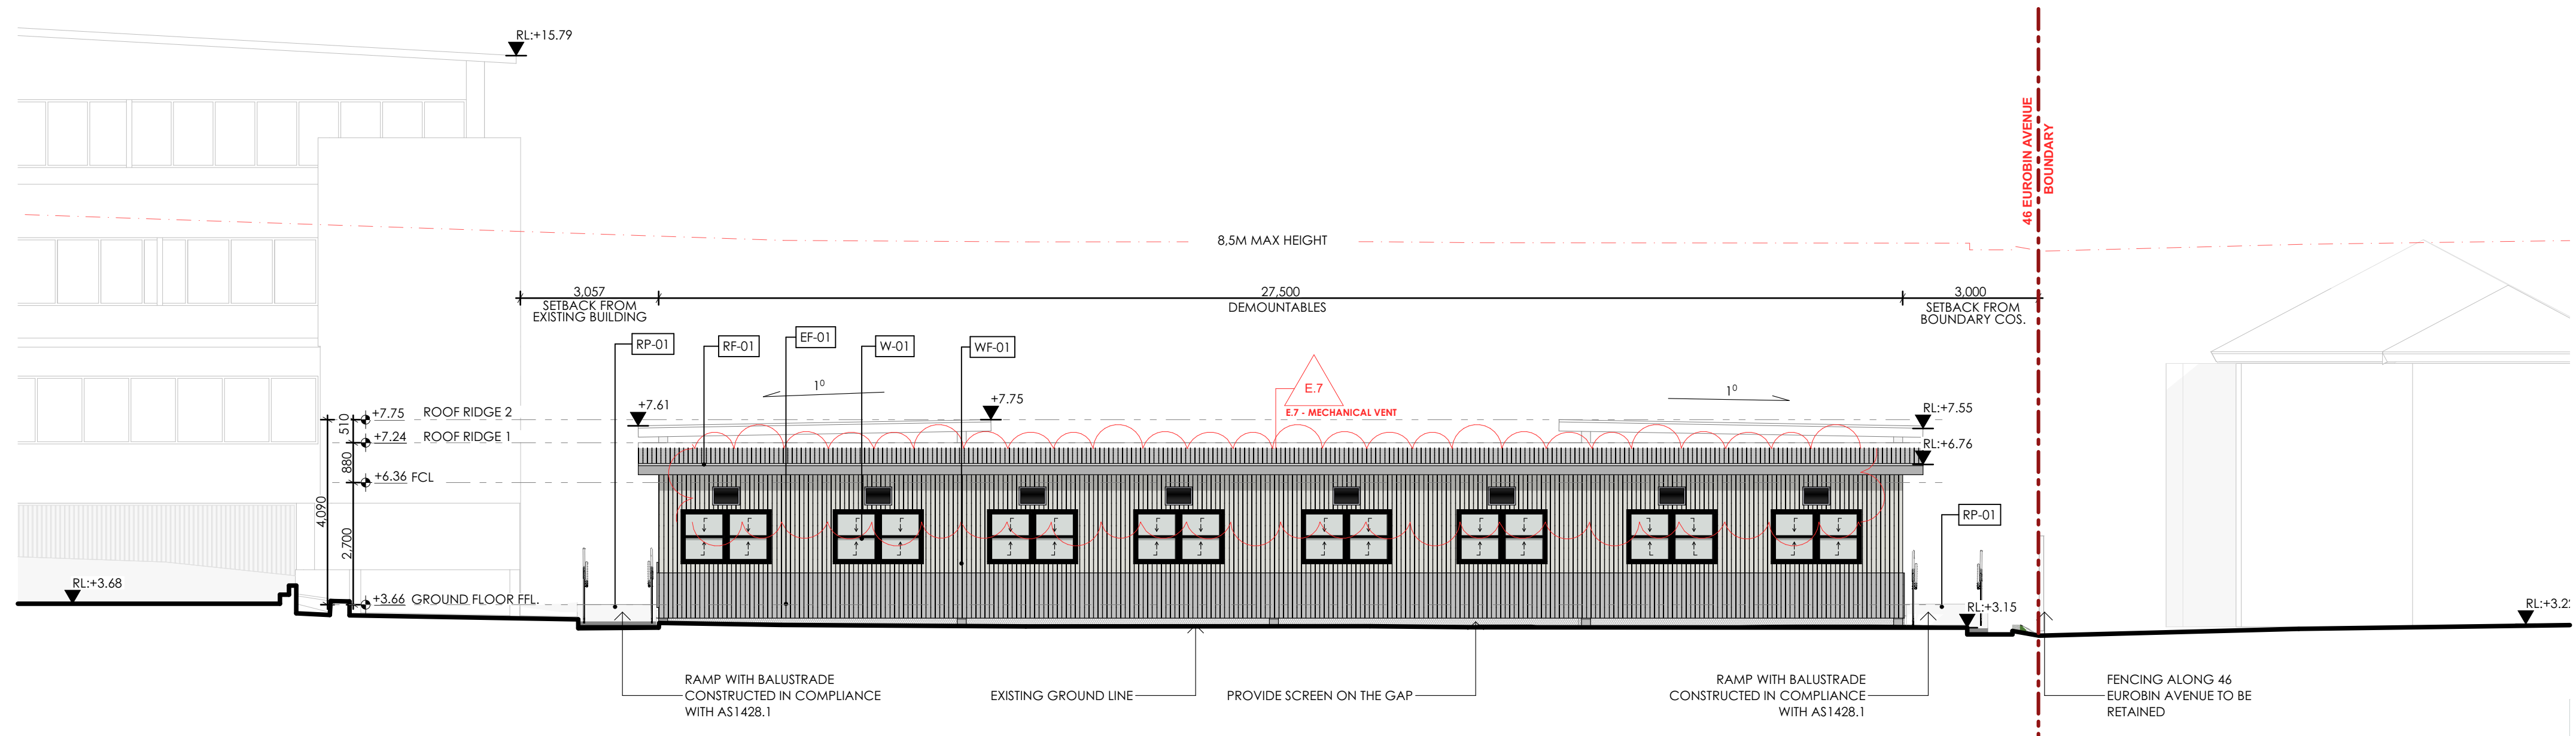 RL:+15.79
46 EUROBIN AVENUE
BOUNDARY
8,5M MAX HEIGHT
3,057
SETBACK FROM
EXISTING BUILDING
27,500
DEMOUNTABLES
3,000
SETBACK FROM
BOUNDARY COS.
RP-01
RF-01
EF-01
W-01
WF-01
1⁰
1⁰
E.7
E.7 - MECHANICAL VENT
+7.61
+7.75
RL:+7.55
RL:+6.76
+7.75 ROOF RIDGE 2
+7.24 ROOF RIDGE 1
+6.36 FCL
+3.66 GROUND FLOOR FFL.
510
880
4,090
2,700
RP-01
RL:+3.68
RL:+3.15
RL:+3.2
RAMP WITH BALUSTRADE
CONSTRUCTED IN COMPLIANCE
WITH AS1428.1
EXISTING GROUND LINE
PROVIDE SCREEN ON THE GAP
RAMP WITH BALUSTRADE
CONSTRUCTED IN COMPLIANCE
WITH AS1428.1
FENCING ALONG 46
EUROBIN AVENUE TO BE
RETAINED